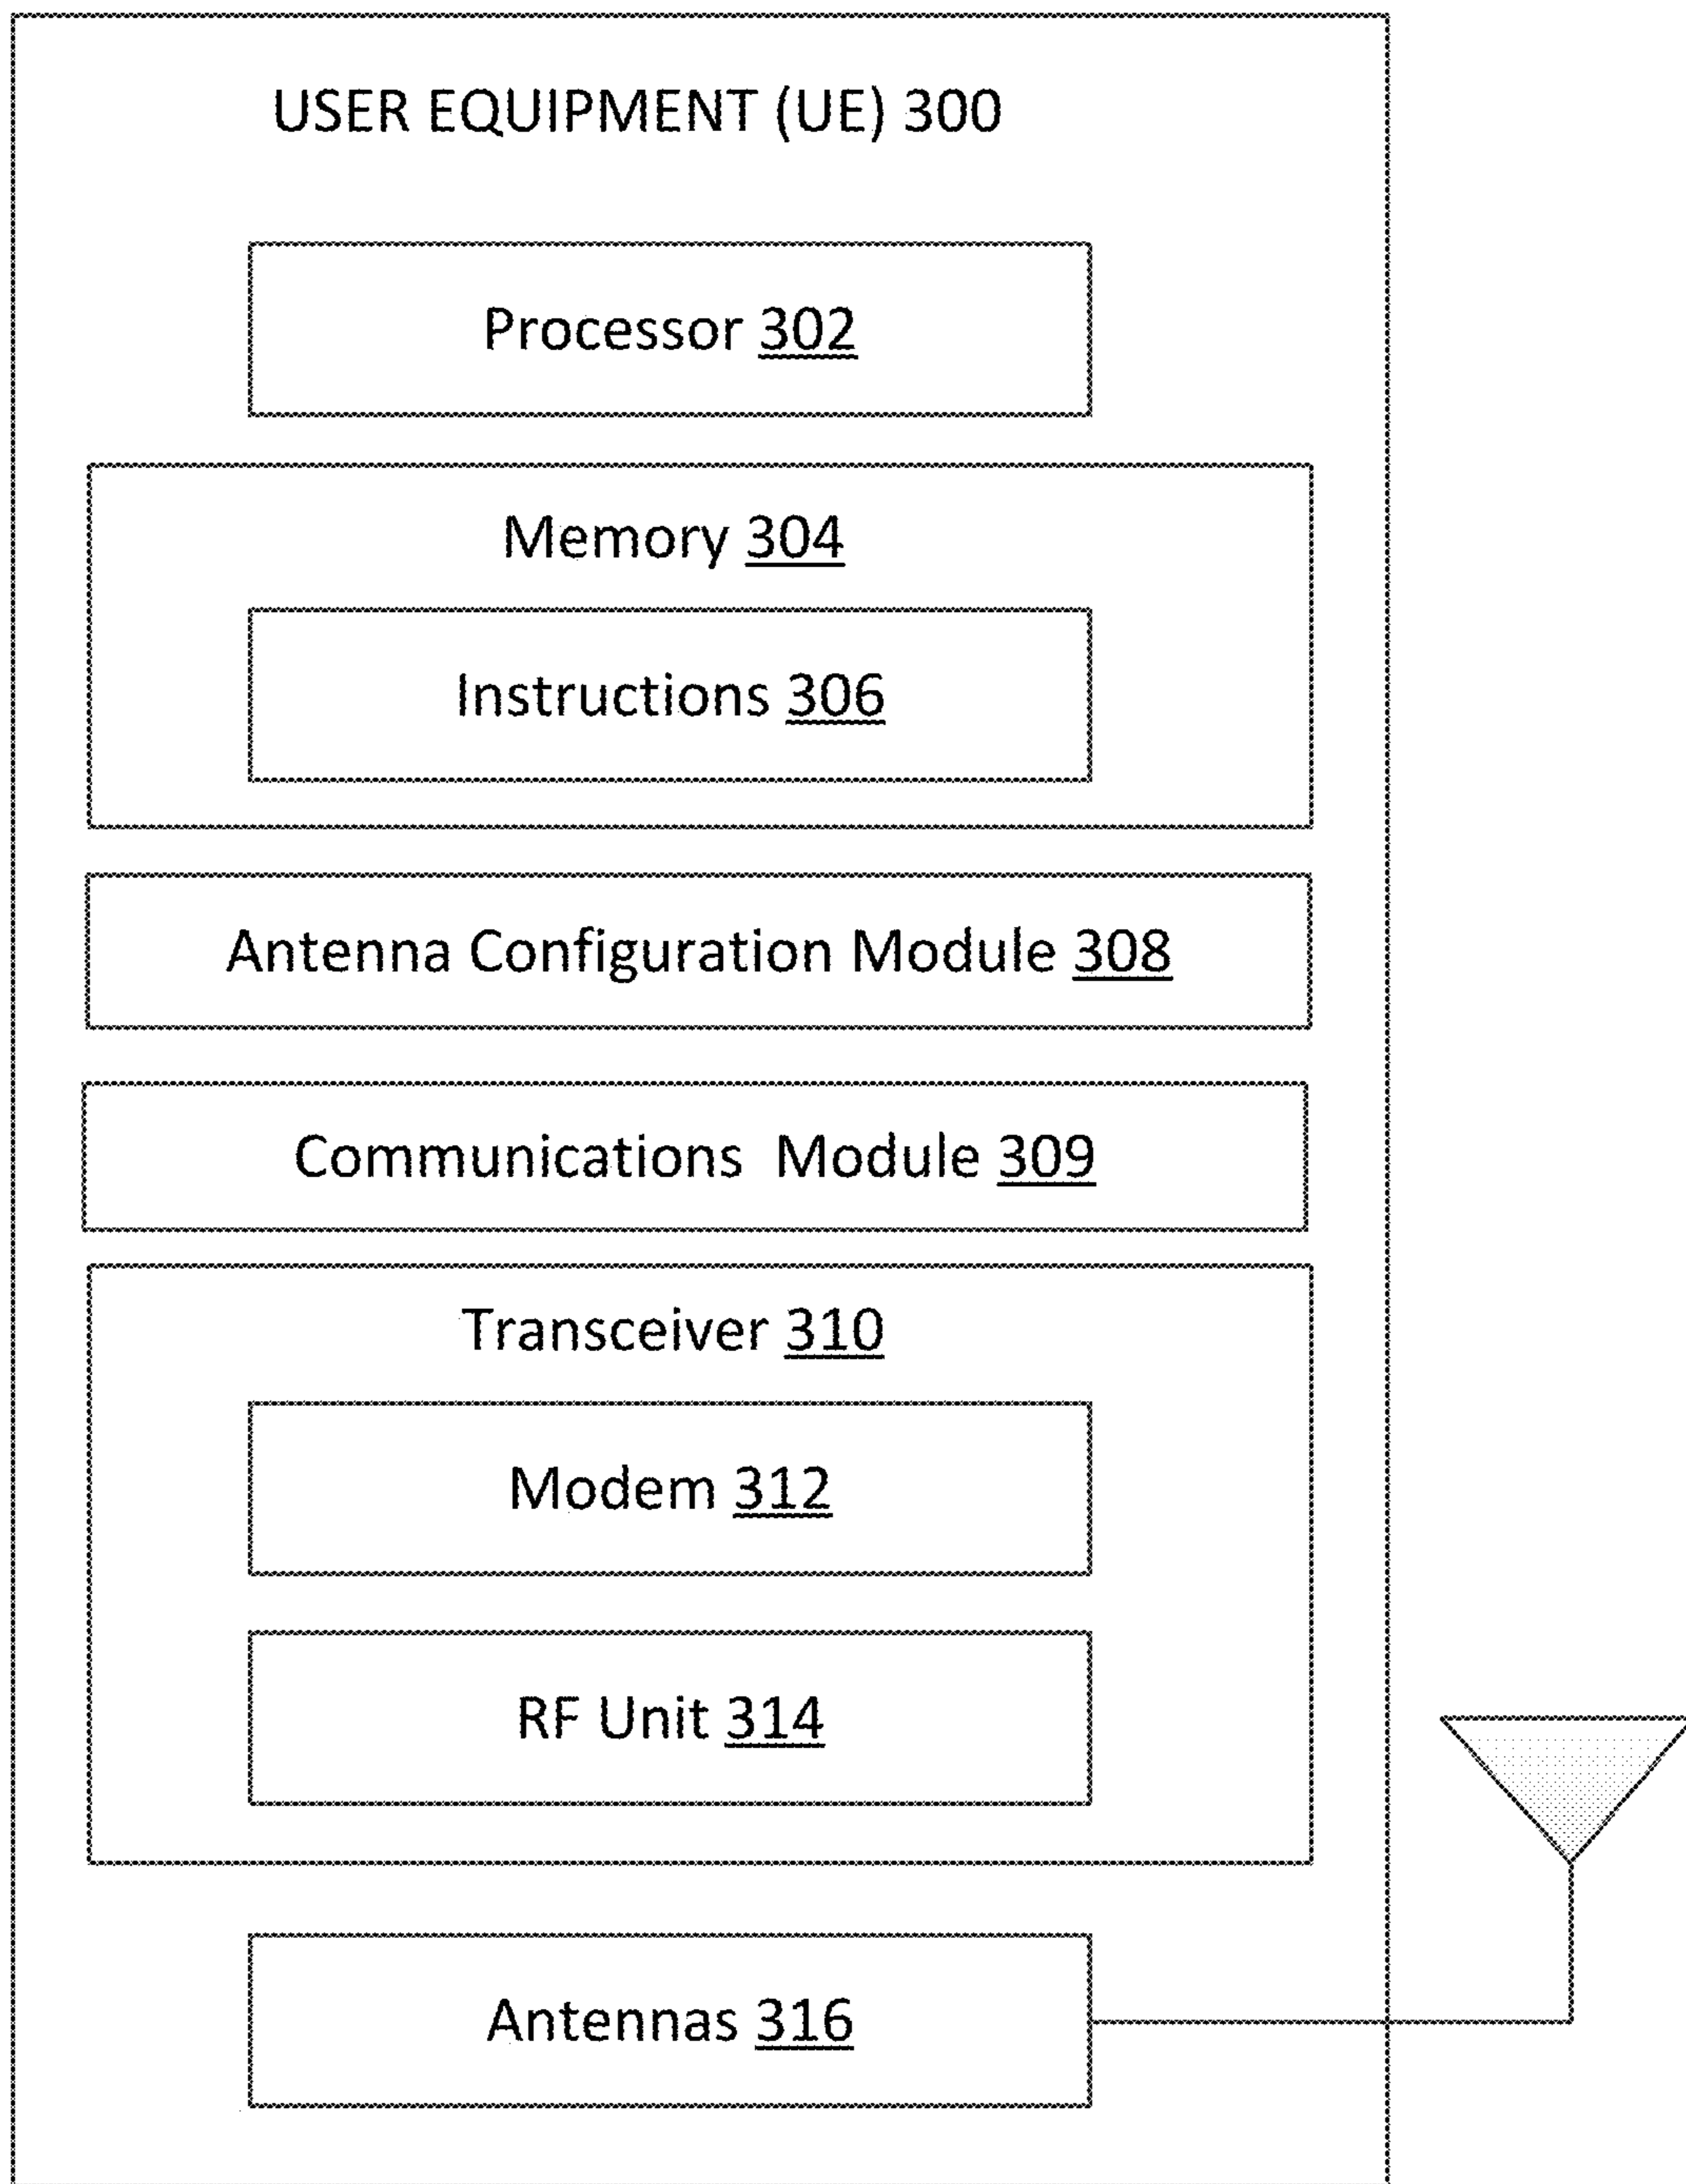 USER EQUIPMENT (UE) 300
Processor 302
Memory 304
Instructions 306
Antenna Configuration Module 308
Communications Module 309
Transceiver 310
Modem 312
RF Unit 314
Antennas 316